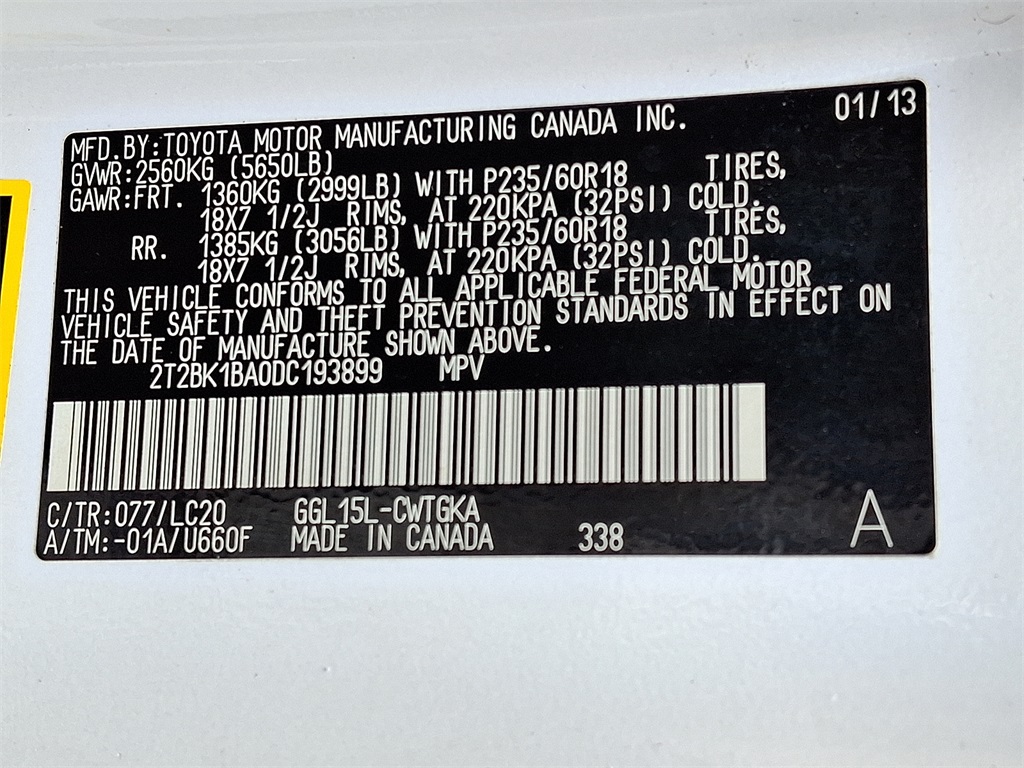 01/13
MFD.BY:TOYOTA MOTOR MANUFACTURING CANADA INC.
GVWR:2560KG (5650LB)
GAWR:FRT. 1360KG (2999LB) WITH P235/60R18 TIRES,
18X7 1/2J RIMS, AT 220KPA (32PSI) COLD.
RR. 1385KG (3056LB) WITH P235/60R18 TIRES,
18X7 1/2J RIMS, AT 220KPA (32PSI) COLD.
THIS VEHICLE CONFORMS TO ALL APPLICABLE FEDERAL MOTOR
VEHICLE SAFETY AND THEFT PREVENTION STANDARDS IN EFFECT ON
THE DATE OF MANUFACTURE SHOWN ABOVE.
2T2BK1BA0DC193899 MPV
C/TR:077/LC20 GGL15L-CWTGKA
A/TM:-01A/U660F MADE IN CANADA 338 A